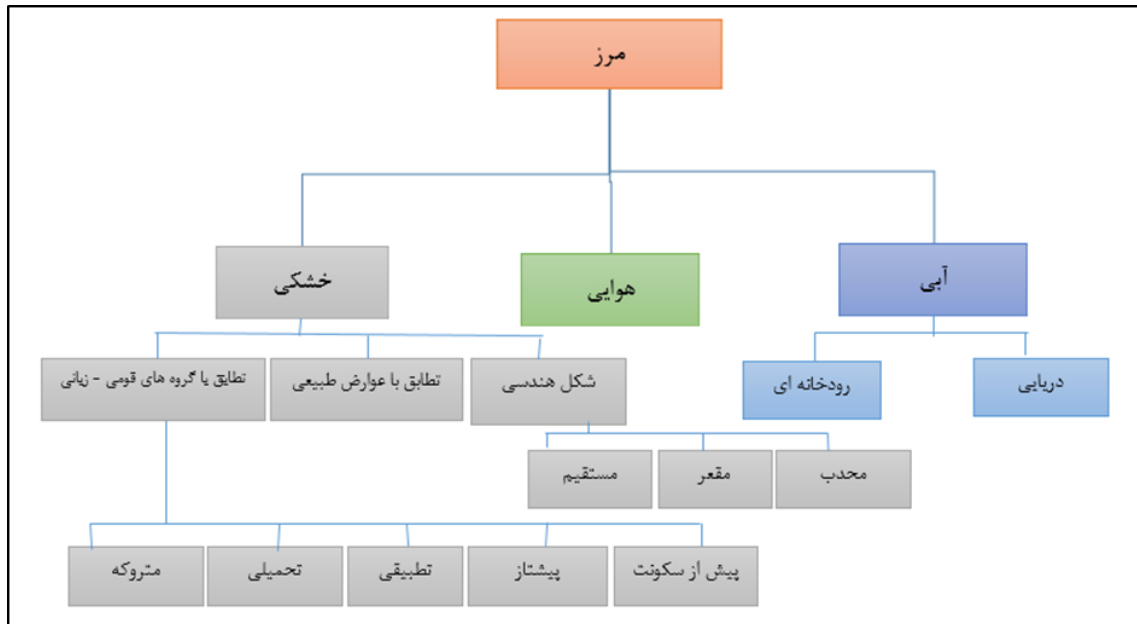 مرز
آبی
هوایی
خشکی
دریایی
رودخانه ای
شکل هندسی
تطابق با عوارض طبیعی
تطابق با گروه های قومی - زبانی
محدب
مقعر
مستقیم
پیش از سکونت
پیشتاز
تطبیقی
تحمیلی
متروکه